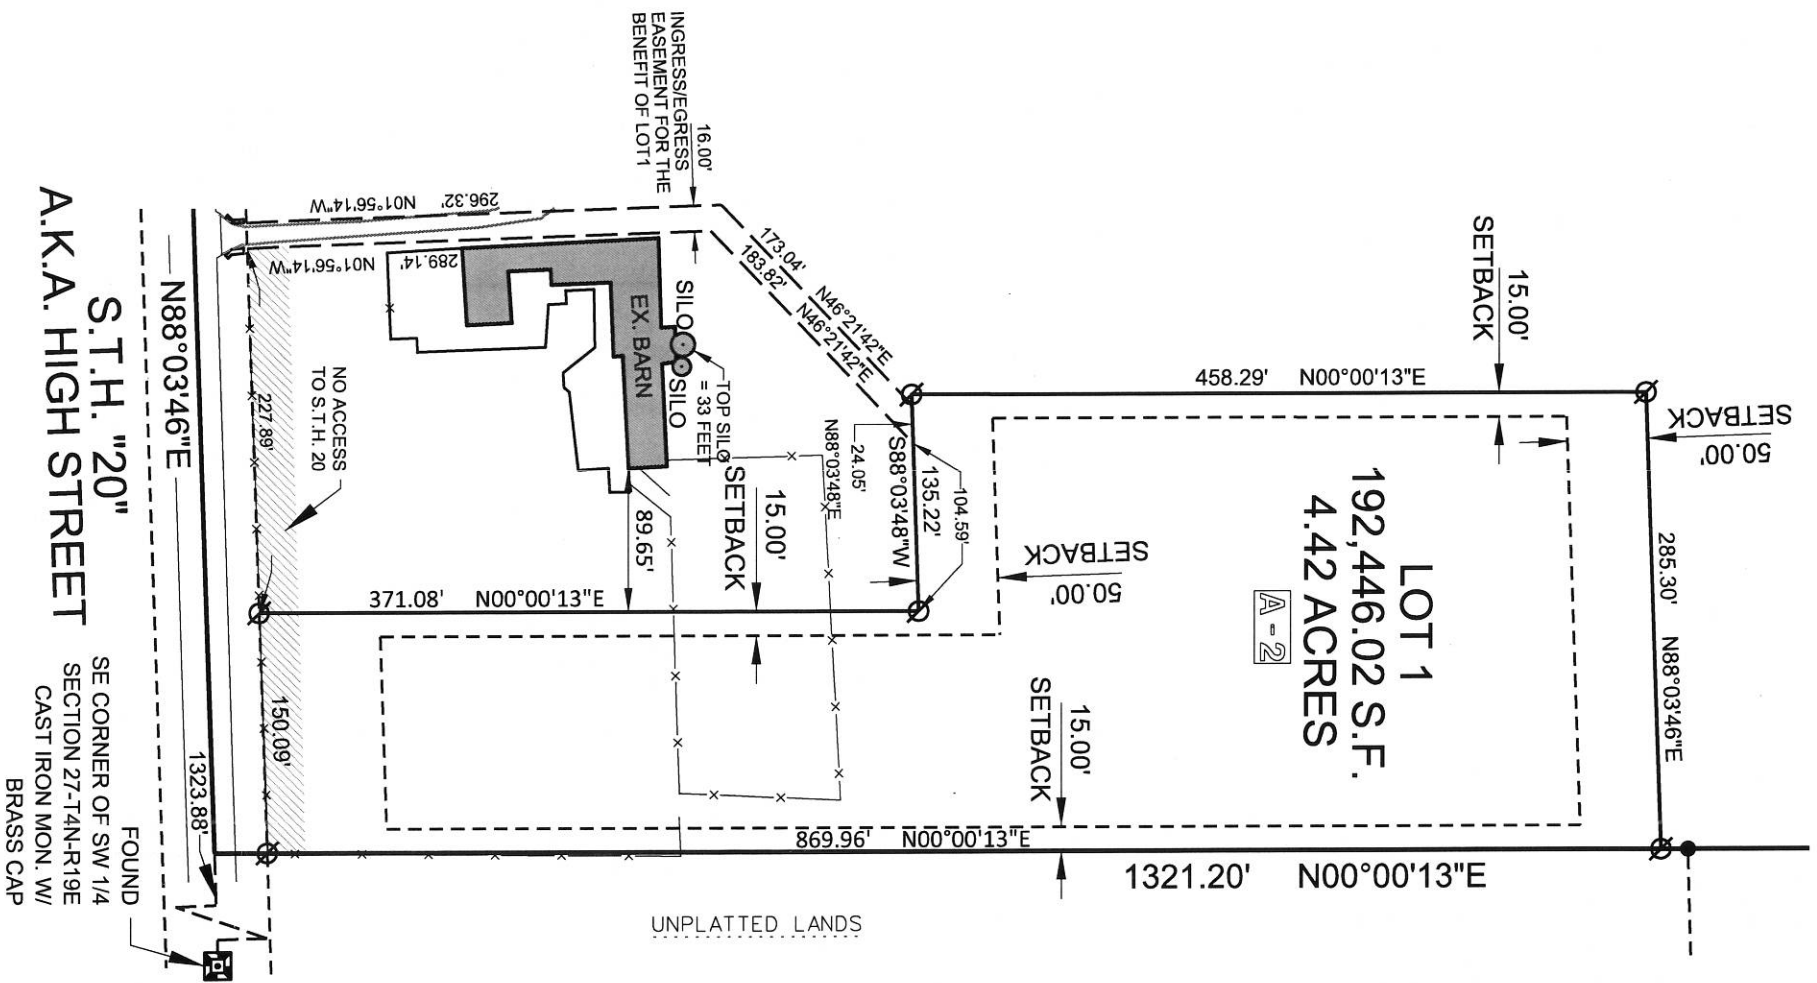 INGRESS/EGRESS
EASEMENT FOR THE
BENEFIT OF LOT1
16.00'
296.32' N01°56'14"W
289.14' N01°56'14"W
173.04' N46°21'42"E
183.82' N46°21'42"E
SILO
SILO
EX. BARN
TOP SILO
= 33 FEET
NO ACCESS
TO S.T.H. 20
227.89'
N88°03'46"E
S.T.H. "20"
A.K.A. HIGH STREET
89.65'
15.00'
SETBACK
N88°03'48"E
24.05'
S88°03'48"W
135.22'
104.59'
371.08' N00°00'13"E
458.29' N00°00'13"E
15.00'
SETBACK
SETBACK
50.00'
285.30' N88°03'46"E
LOT 1
192,446.02 S.F.
4.42 ACRES
A-2
SETBACK
50.00'
15.00'
SETBACK
869.96' N00°00'13"E
1321.20' N00°00'13"E
150.09'
1323.88'
SE CORNER OF SW 1/4
SECTION 27-T4N-R19E
CAST IRON MON. W/
BRASS CAP
FOUND
UNPLATTED LANDS